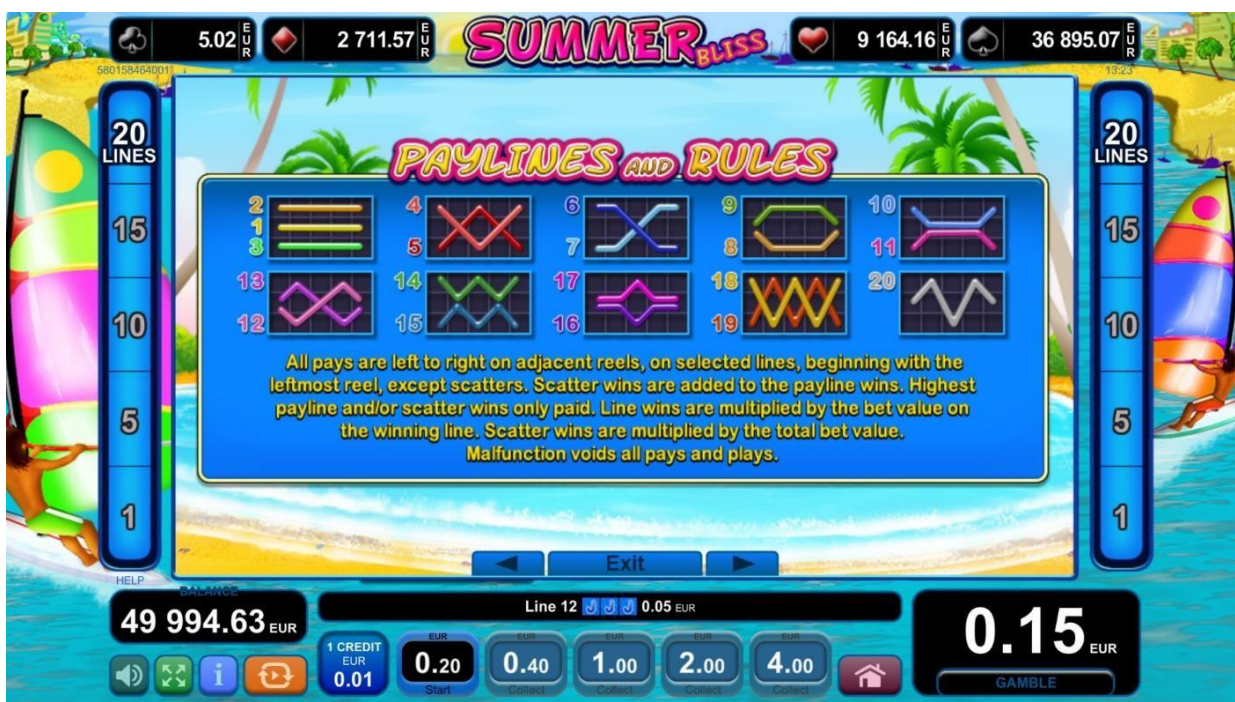 5.02 EUR
2 711.57 EUR
SUMMER BLISS
9 164.16 EUR
36 895.07 EUR
580158464001
13:23
20
LINES
15
10
5
1
20
LINES
15
10
5
1
PAYLINES AND RULES
2
1
3
4
5
6
7
9
8
10
11
13
12
14
15
17
16
18
19
20
All pays are left to right on adjacent reels, on selected lines, beginning with the
leftmost reel, except scatters. Scatter wins are added to the payline wins. Highest
payline and/or scatter wins only paid. Line wins are multiplied by the bet value on
the winning line. Scatter wins are multiplied by the total bet value.
Malfunction voids all pays and plays.
Exit
HELP
BALANCE
49 994.63 EUR
Line 12 J J J 0.05 EUR
1 CREDIT
EUR
0.01
EUR
0.20
Start
EUR
0.40
Collect
EUR
1.00
Collect
EUR
2.00
Collect
EUR
4.00
Collect
0.15 EUR
GAMBLE